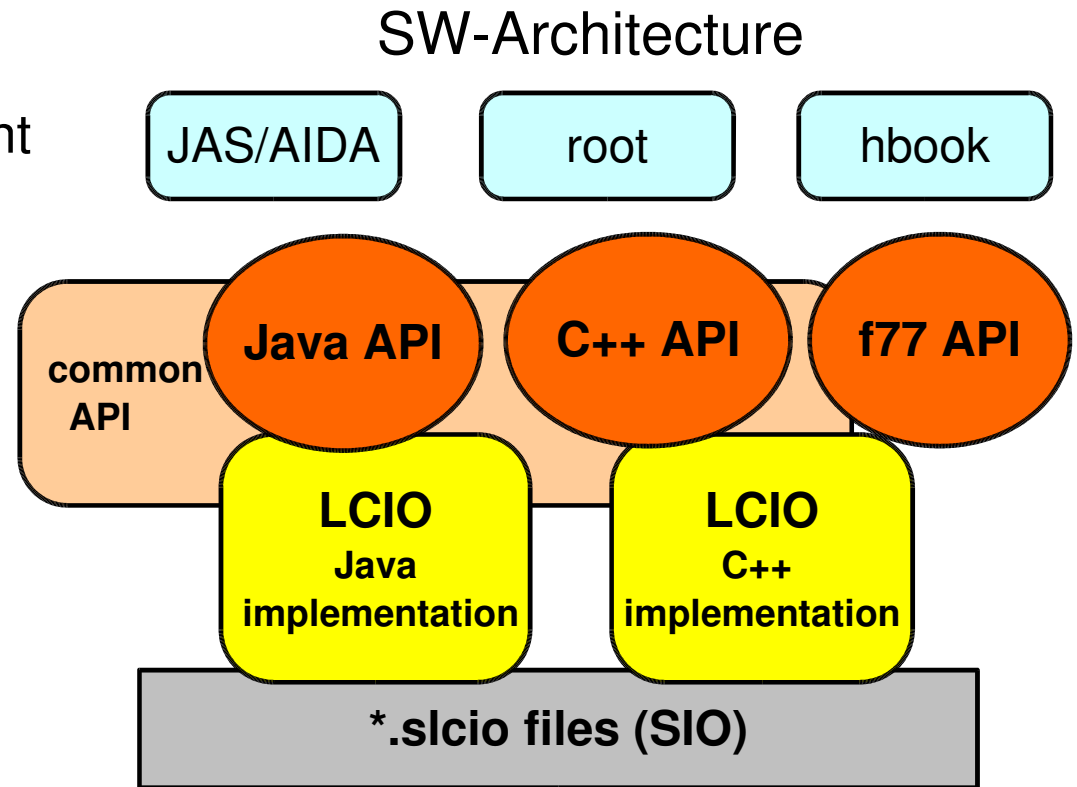 SW-Architecture
nt
JAS/AIDA
root
hbook
Java API
C++ API
f77 API
common
API
LCIO
Java
implementation
LCIO
C++
implementation
*.slcio files (SIO)